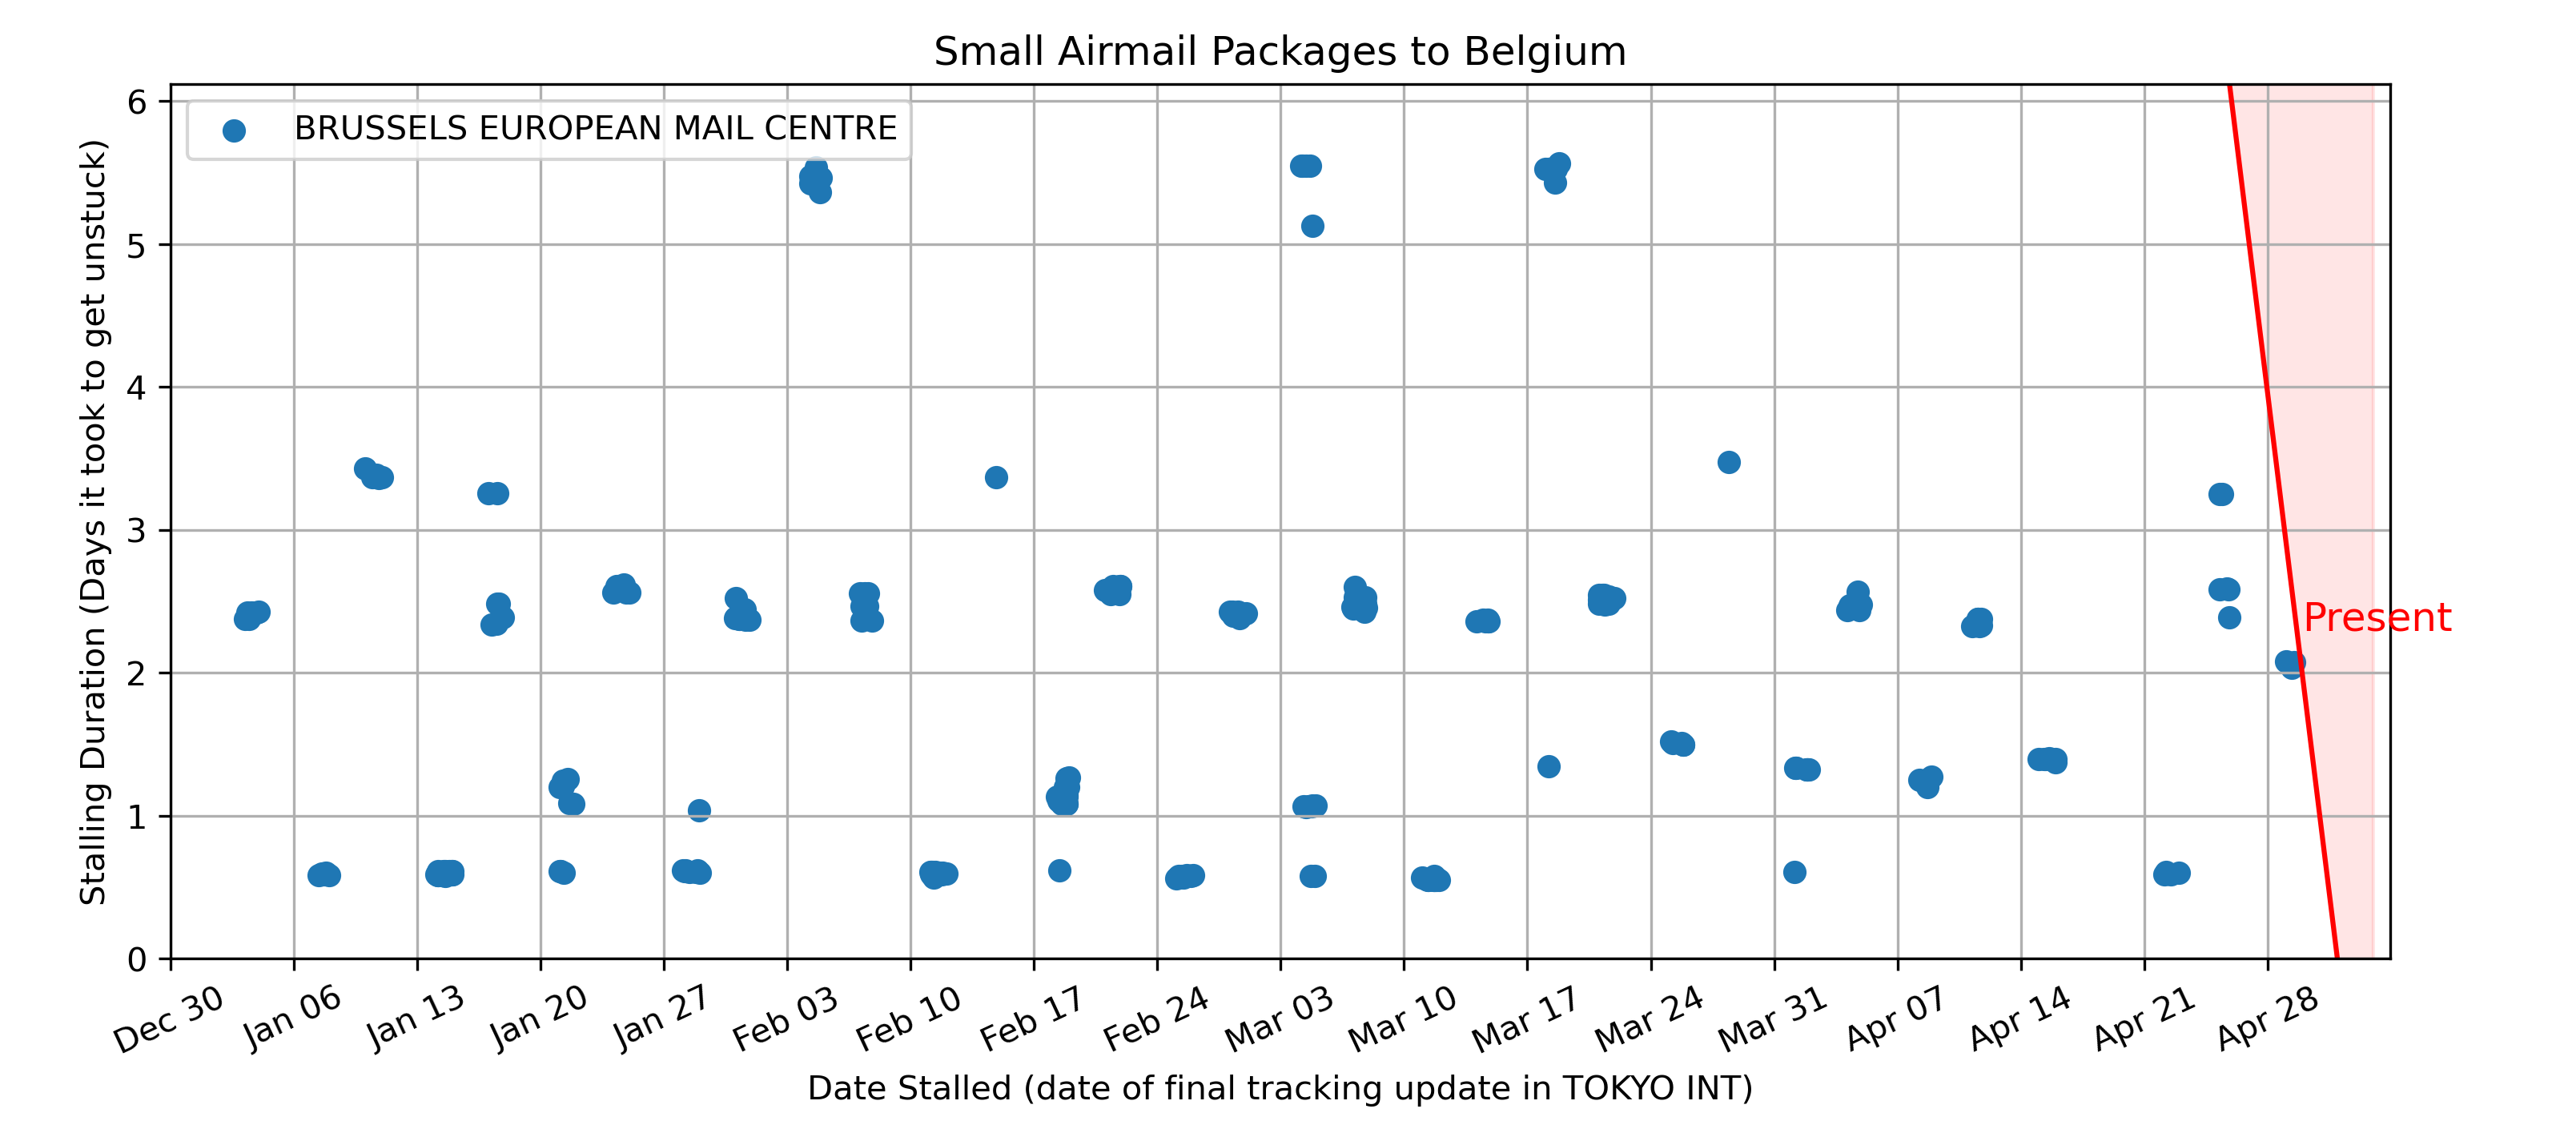 Small Airmail Packages to Belgium
BRUSSELS EUROPEAN MAIL CENTRE
Stalling Duration (Days it took to get unstuck)
6
5
4
3
2
1
0
Present
Dec 30
Jan 06
Jan 13
Jan 20
Jan 27
Feb 03
Feb 10
Feb 17
Feb 24
Mar 03
Mar 10
Mar 17
Mar 24
Mar 31
Apr 07
Apr 14
Apr 21
Apr 28
Date Stalled (date of final tracking update in TOKYO INT)